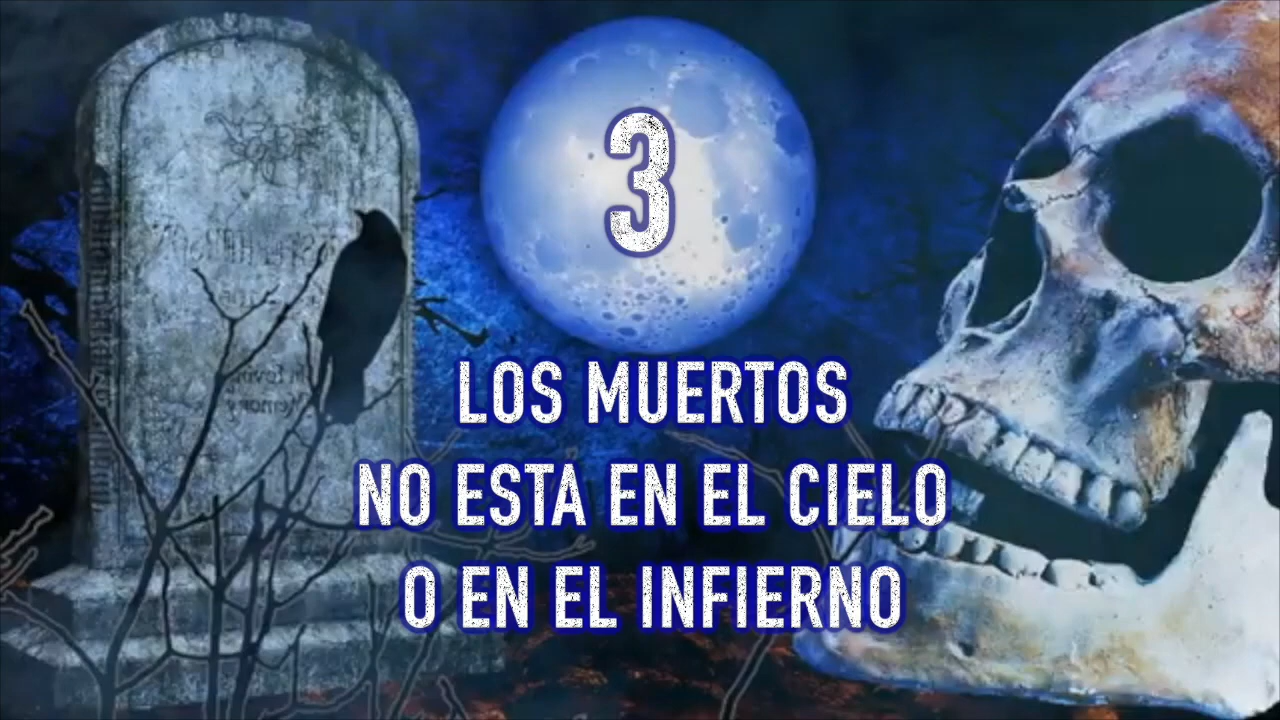 3
LOS MUERTOS
NO ESTA EN EL CIELO
O EN EL INFIERNO